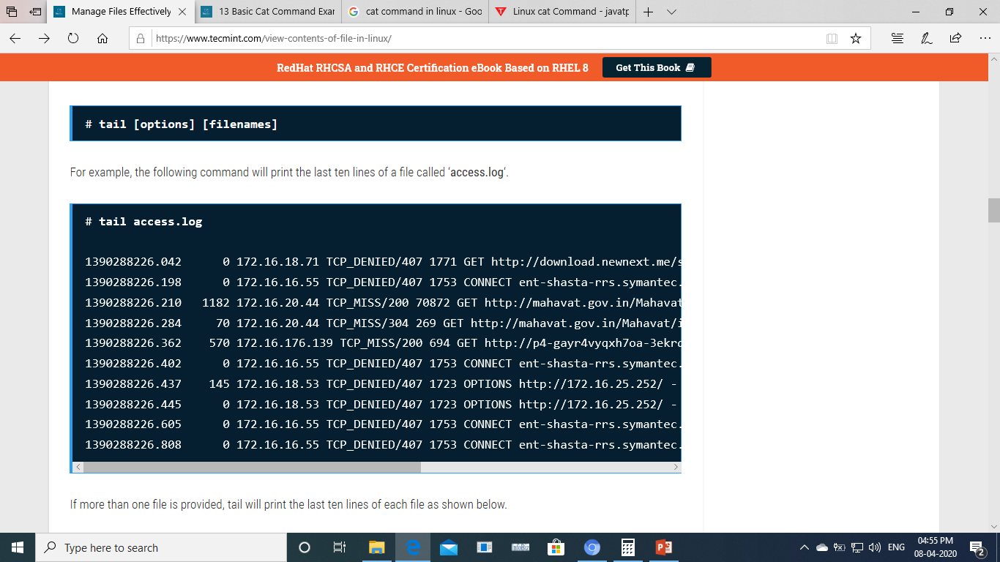 Manage Files Effectively
13 Basic Cat Command Exar
cat command in linux - Goo
Linux cat Command - javatp
https://www.tecmint.com/view-contents-of-file-in-linux/
RedHat RHCSA and RHCE Certification eBook Based on RHEL 8
Get This Book
# tail [options] [filenames]
For example, the following command will print the last ten lines of a file called 'access.log'.
# tail access.log
1390288226.042 0 172.16.18.71 TCP_DENIED/407 1771 GET http://download.newnext.me/s
1390288226.198 0 172.16.16.55 TCP_DENIED/407 1753 CONNECT ent-shasta-rrs.symantec.
1390288226.210 1182 172.16.20.44 TCP_MISS/200 70872 GET http://mahavat.gov.in/Mahavat
1390288226.284 70 172.16.20.44 TCP_MISS/304 269 GET http://mahavat.gov.in/Mahavat/i
1390288226.362 570 172.16.176.139 TCP_MISS/200 694 GET http://p4-gayr4vyqxh7oa-3ekrq
1390288226.402 0 172.16.16.55 TCP_DENIED/407 1753 CONNECT ent-shasta-rrs.symantec.
1390288226.437 145 172.16.18.53 TCP_DENIED/407 1723 OPTIONS http://172.16.25.252/ -
1390288226.445 0 172.16.18.53 TCP_DENIED/407 1723 OPTIONS http://172.16.25.252/ -
1390288226.605 0 172.16.16.55 TCP_DENIED/407 1753 CONNECT ent-shasta-rrs.symantec.
1390288226.808 0 172.16.16.55 TCP_DENIED/407 1753 CONNECT ent-shasta-rrs.symantec.
If more than one file is provided, tail will print the last ten lines of each file as shown below.
Type here to search
ENG
04:55 PM
08-04-2020
2